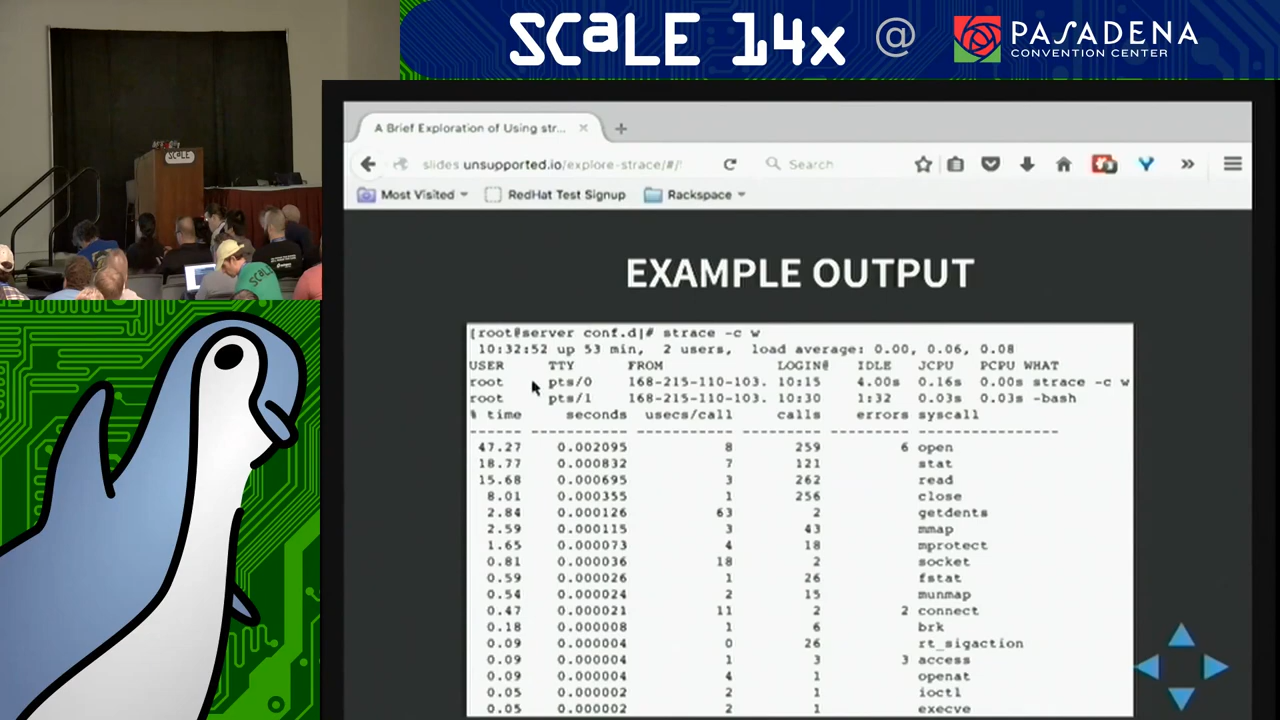 SCaLE 14x @ PASADENA
CONVENTION CENTER
SCALE
SCALE
A Brief Exploration of Using str...
slides.unsupported.io/explore-strace/#/
Search
Most Visited
RedHat Test Signup
Rackspace
EXAMPLE OUTPUT
[root@server conf.d]# strace -c w
10:32:52 up 53 min, 2 users, load average: 0.00, 0.06, 0.08
USER TTY FROM LOGIN@ IDLE JCPU PCPU WHAT
root pts/0 168-215-110-103. 10:15 4.00s 0.16s 0.00s strace -c w
root pts/1 168-215-110-103. 10:30 1:32 0.03s 0.03s -bash
% time seconds usecs/call calls errors syscall
------ ----------- ----------- --------- --------- ----------------
47.27 0.002095 8 259 6 open
18.77 0.000832 7 121 stat
15.68 0.000695 3 262 read
8.01 0.000355 1 256 close
2.84 0.000126 63 2 getdents
2.59 0.000115 3 43 mmap
1.65 0.000073 4 18 mprotect
0.81 0.000036 18 2 socket
0.59 0.000026 1 26 fstat
0.54 0.000024 2 15 munmap
0.47 0.000021 11 2 2 connect
0.18 0.000008 1 6 brk
0.09 0.000004 0 26 rt_sigaction
0.09 0.000004 1 3 3 access
0.09 0.000004 4 1 openat
0.05 0.000002 2 1 ioctl
0.05 0.000002 2 1 execve